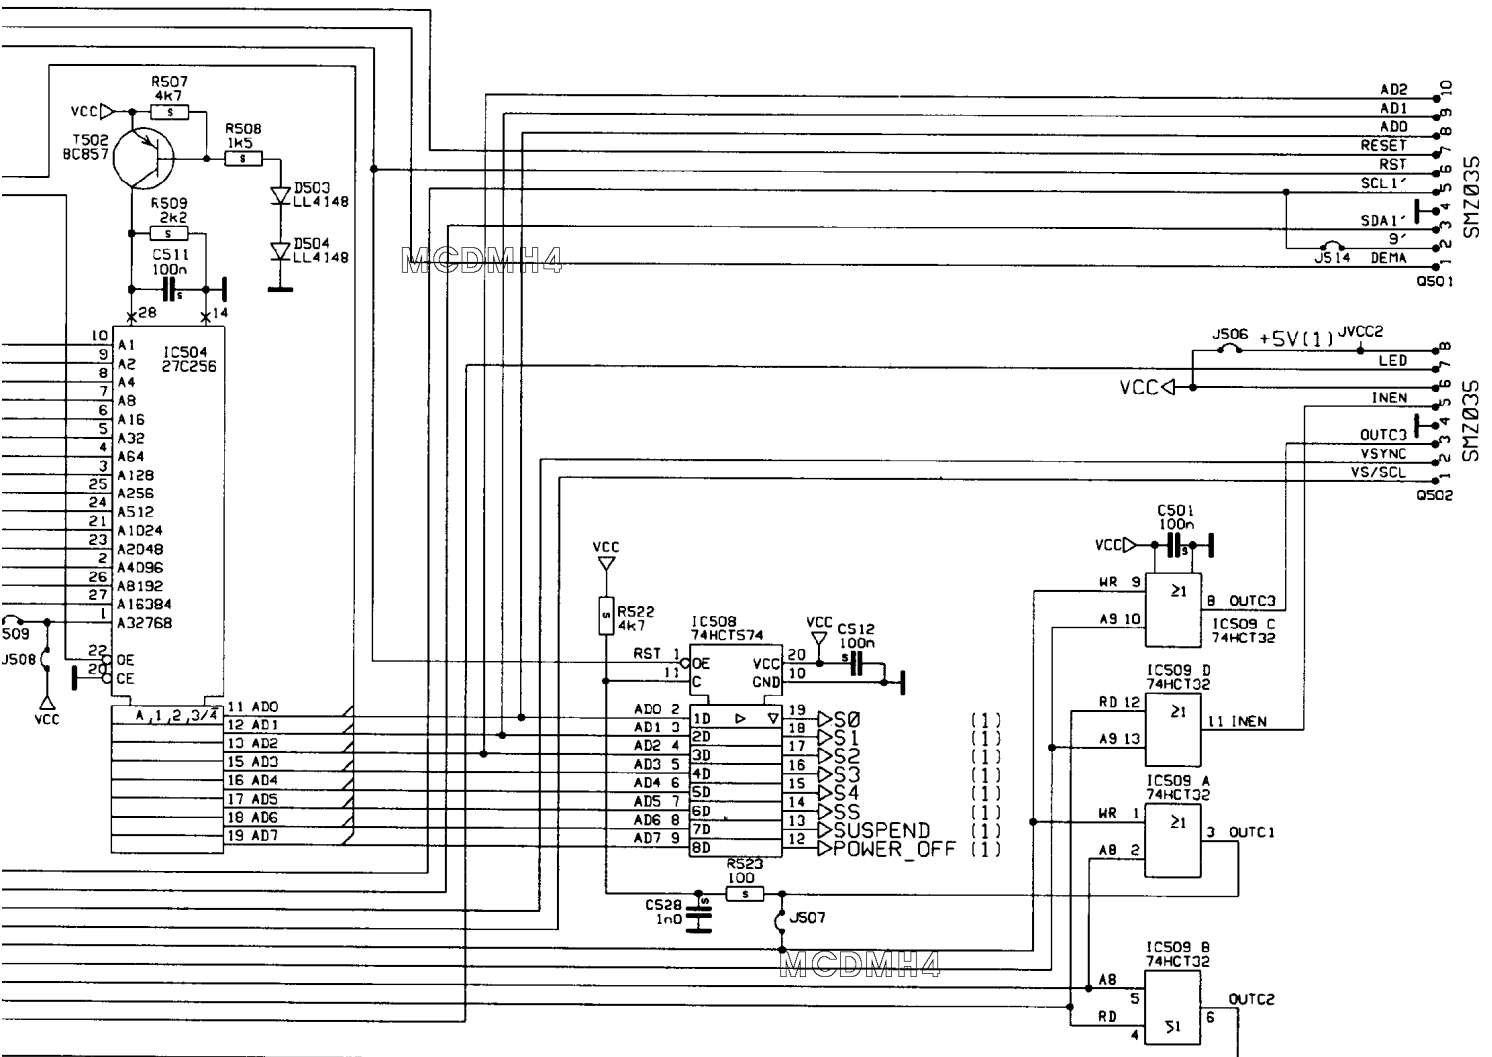 R507
4k7
VCC
T502
BC857
R508
1k5
s
s
D503
LL4148
R509
2k2
s
D504
LL4148
C511
100n
s
28
14
MCDMH4
AD2 10
AD1 9
AD0 8
RESET 7
RST 6
SCL1' 5
4
SDA1' 3
9' 2
J514 DEMA 1
Q501
SMZ035
J506 +5V(1) JVCC2 8
LED 7
VCC 6
INEN 5
4
OUTC3 3
VSYNC 2
VS/SCL 1
Q502
SMZ035
IC504
27C256
10 A1
9 A2
8 A4
7 A8
6 A16
5 A32
4 A64
3 A128
25 A256
24 A512
21 A1024
23 A2048
2 A4096
26 A8192
27 A16384
1 A32768
509
J508
22 OE
20 CE
VCC
A,1,2,3/4
11 AD0
12 AD1
13 AD2
15 AD3
16 AD4
17 AD5
18 AD6
19 AD7
VCC
s
R522
4k7
IC508
74HCT574
RST 1 OE
11 C
VCC 20
GND 10
VCC
C512
100n
s
AD0 2 1D
AD1 3 2D
AD2 4 3D
AD3 5 4D
AD4 6 5D
AD5 7 6D
AD6 8 7D
AD7 9 8D
19 S0 (1)
18 S1 (1)
17 S2 (1)
16 S3 (1)
15 S4 (1)
14 SS (1)
13 SUSPEND (1)
12 POWER_OFF (1)
R523
100
s
C528
1n0
s
J507
MCDMH4
C501
100n
VCC
s
WR 9
A9 10
≥1
8 OUTC3
IC509 C
74HCT32
IC509 D
74HCT32
RD 12
A9 13
≥1
11 INEN
IC509 A
74HCT32
WR 1
A8 2
≥1
3 OUTC1
IC509 B
74HCT32
A8
5
RD
4
≥1
6
OUTC2